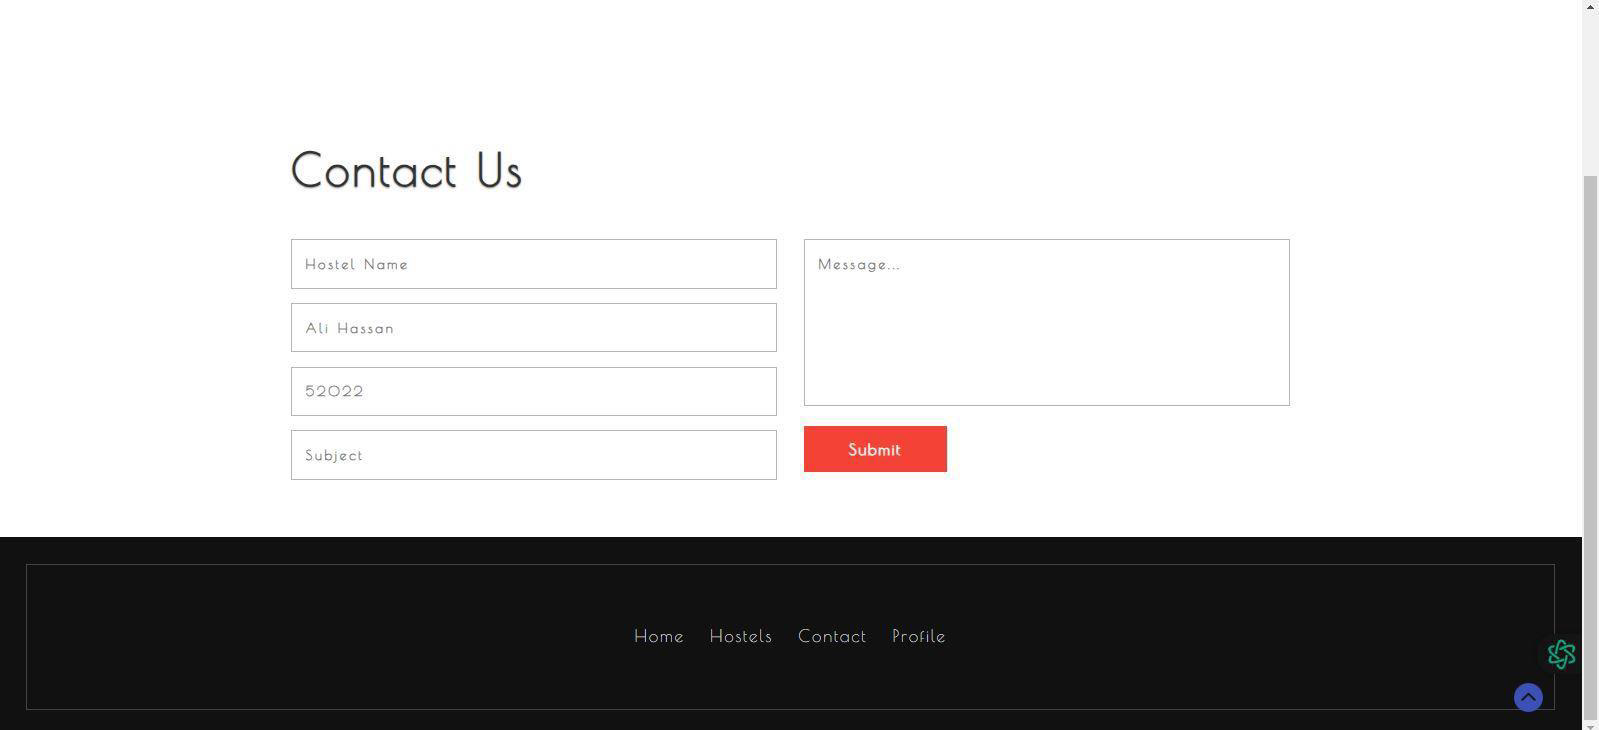 Contact Us
Hostel Name
Ali Hassan
52022
Subject
Message...
Submit
Home Hostels Contact Profile